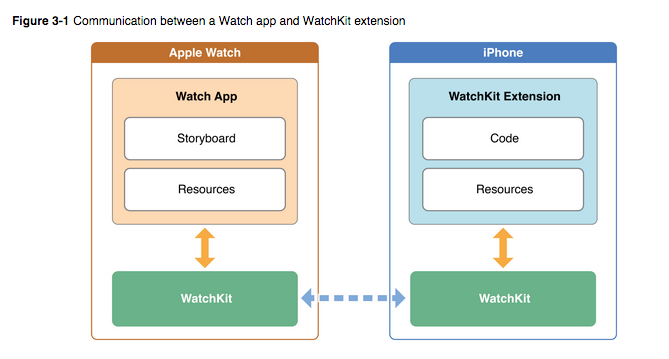 Figure 3-1 Communication between a Watch app and WatchKit extension
Apple Watch
Watch App
Storyboard
Resources
WatchKit
iPhone
WatchKit Extension
Code
Resources
WatchKit